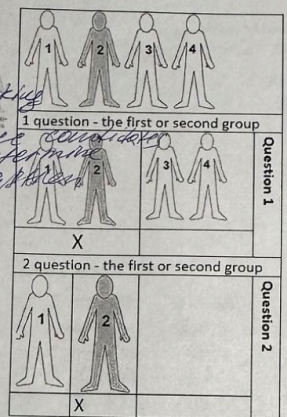 1 2 3 4
1 question - the first or second group
1 2 3 4
Question 1
X
2 question - the first or second group
1 2
Question 2
X